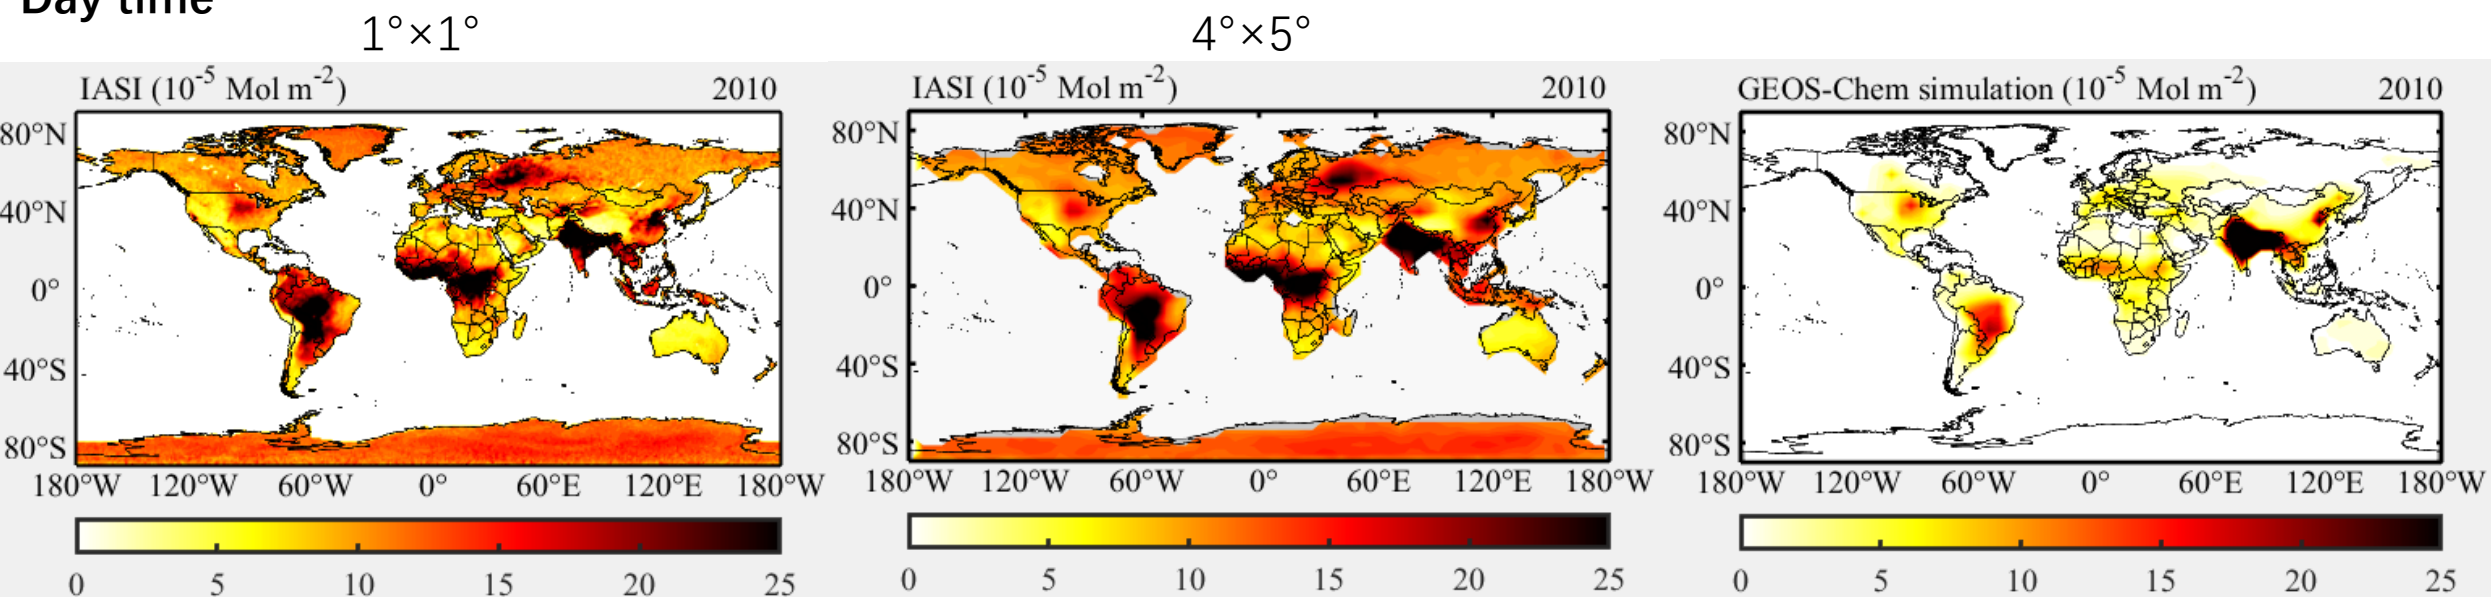 Day time
1°×1°
4°×5°
IASI (10-5 Mol m-2) 2010
80°N
40°N
0°
40°S
80°S
180°W 120°W 60°W 0° 60°E 120°E 180°W
0 5 10 15 20 25
IASI (10-5 Mol m-2) 2010
80°N
40°N
0°
40°S
80°S
180°W 120°W 60°W 0° 60°E 120°E 180°W
0 5 10 15 20 25
GEOS-Chem simulation (10-5 Mol m-2) 2010
80°N
40°N
0°
40°S
80°S
180°W 120°W 60°W 0° 60°E 120°E 180°W
0 5 10 15 20 25